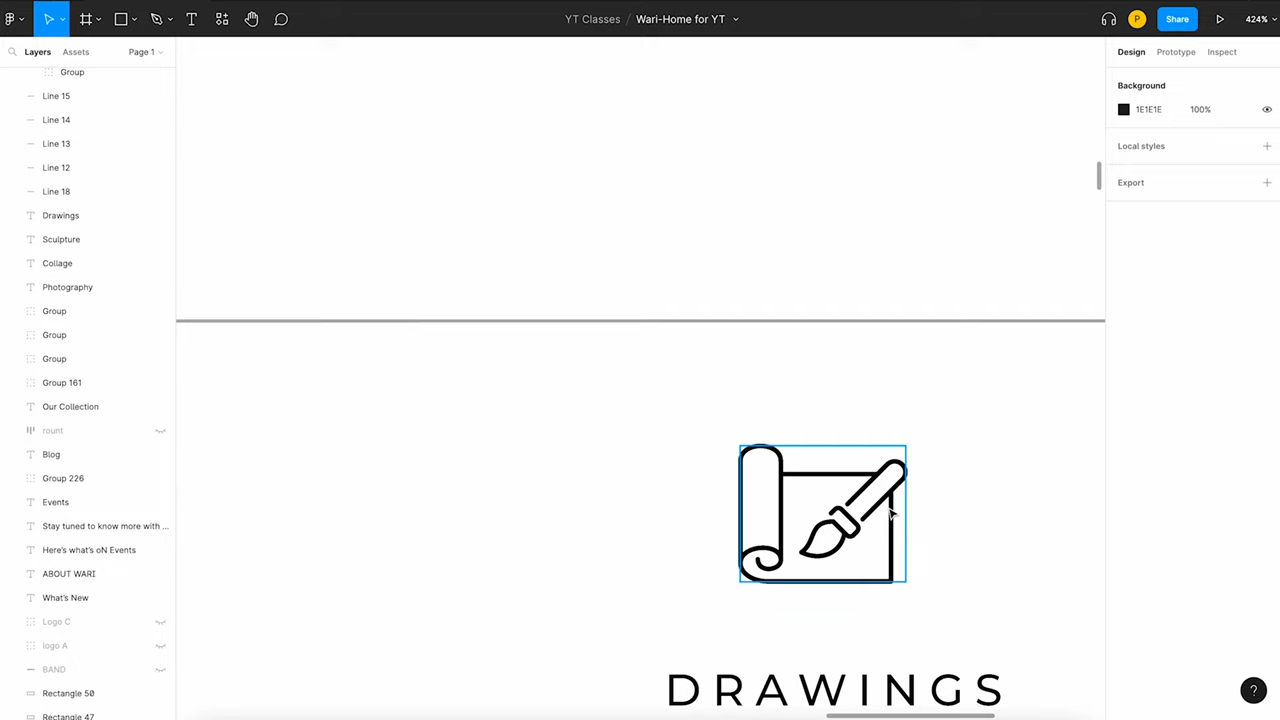 YT Classes / Wari-Home for YT
P
Share
424%
Layers
Assets
Page 1
Design
Prototype
Inspect
Group
Line 15
Line 14
Line 13
Line 12
Line 18
Drawings
Sculpture
Collage
Photography
Group
Group
Group
Group 161
Our Collection
rount
Blog
Group 226
Events
Stay tuned to know more with ...
Here's what's oN Events
ABOUT WARI
What's New
Logo C
logo A
BAND
Rectangle 50
Rectangle 47
Background
1E1E1E 100%
Local styles
Export
DRAWINGS
?